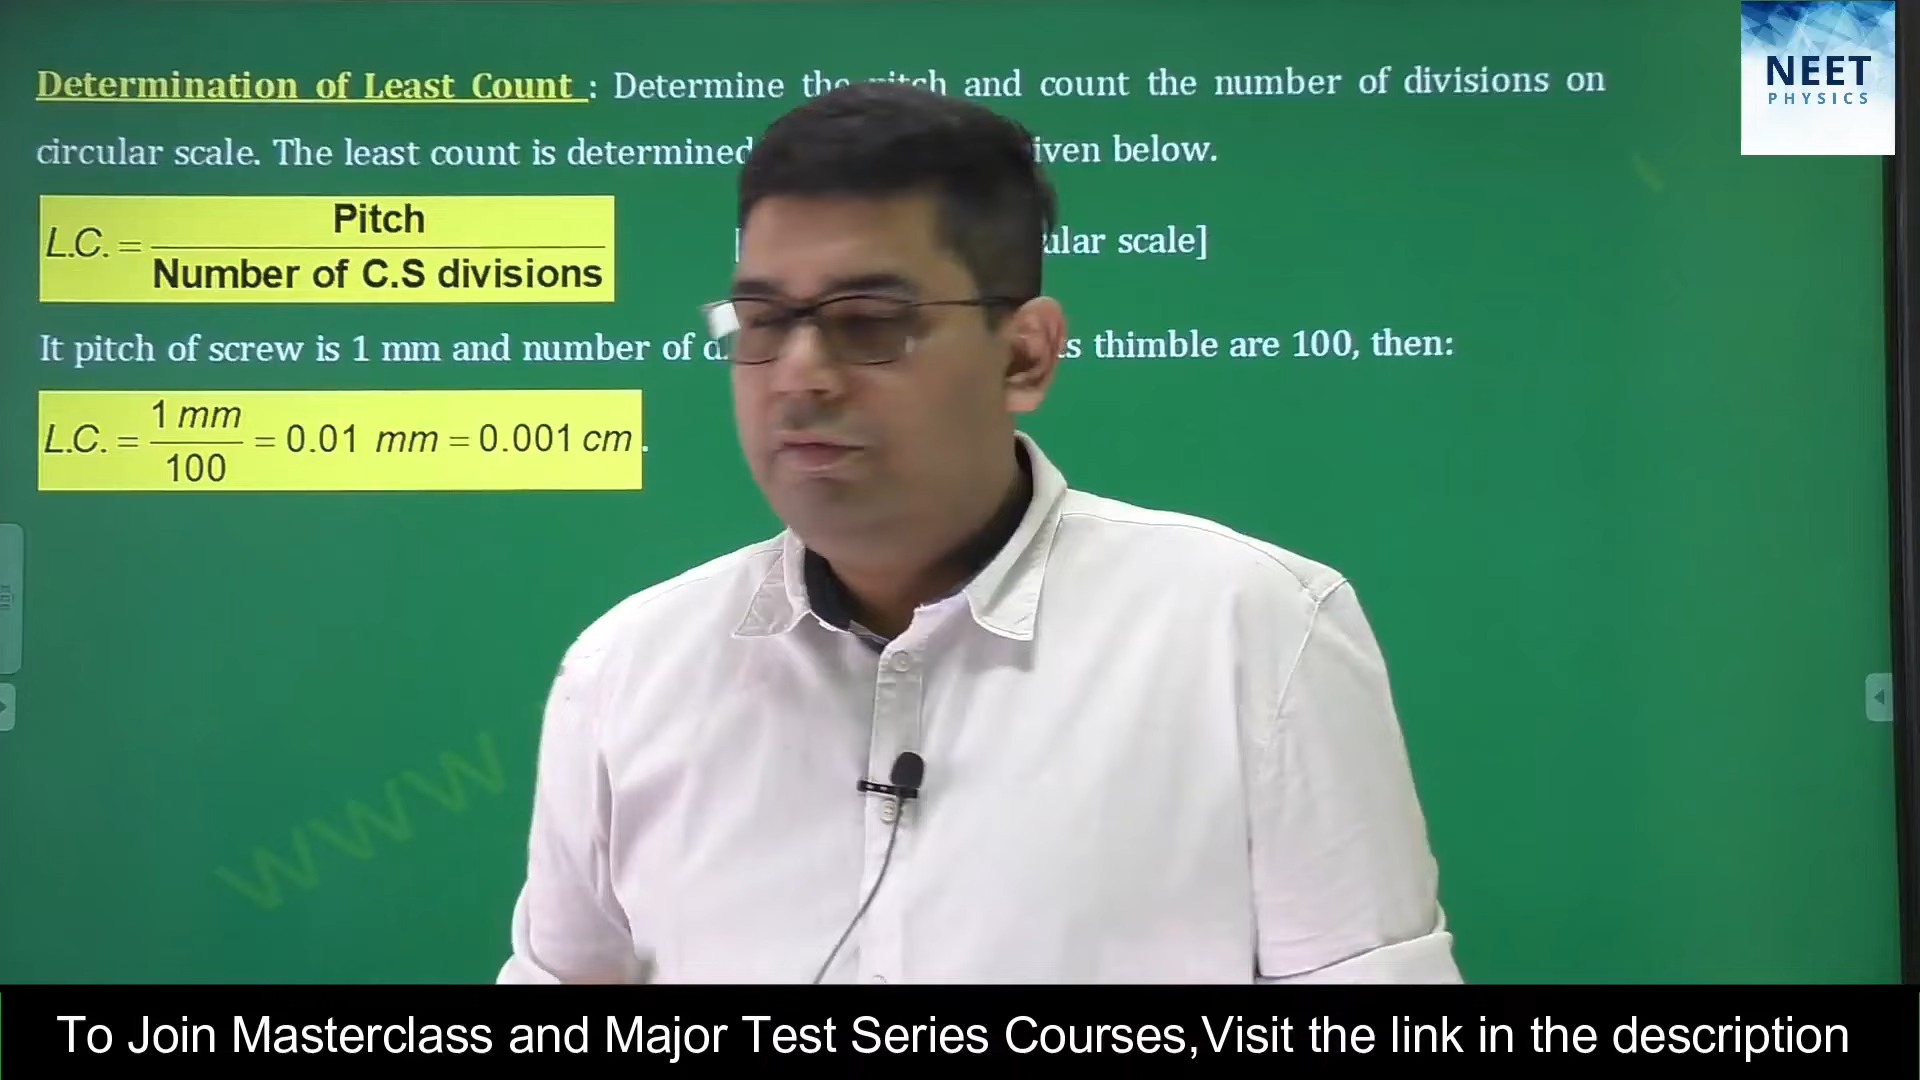 Determination of Least Count : Determine the pitch and count the number of divisions on
circular scale. The least count is determined iven below.
L.C. = Pitch / Number of C.S divisions
[ ular scale]
It pitch of screw is 1 mm and number of d s thimble are 100, then:
L.C. = 1 mm / 100 = 0.01 mm = 0.001 cm.
www
NEET
PHYSICS
To Join Masterclass and Major Test Series Courses,Visit the link in the description